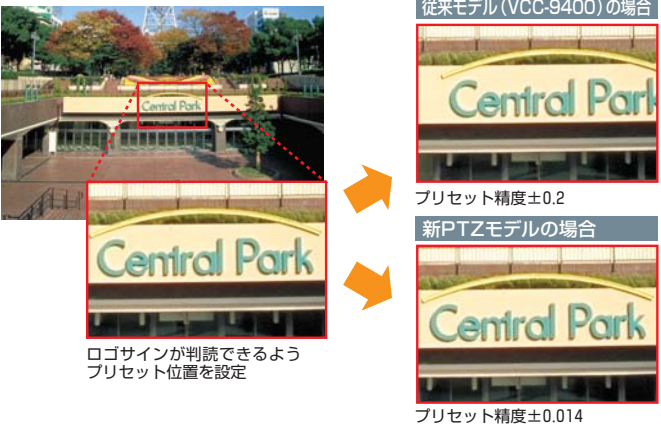 Central Park
Central Park
ロゴサインが判読できるよう
プリセット位置を設定
従来モデル(VCC-9400)の場合
Central Park
プリセット精度±0.2
新PTZモデルの場合
Central Park
プリセット精度±0.014